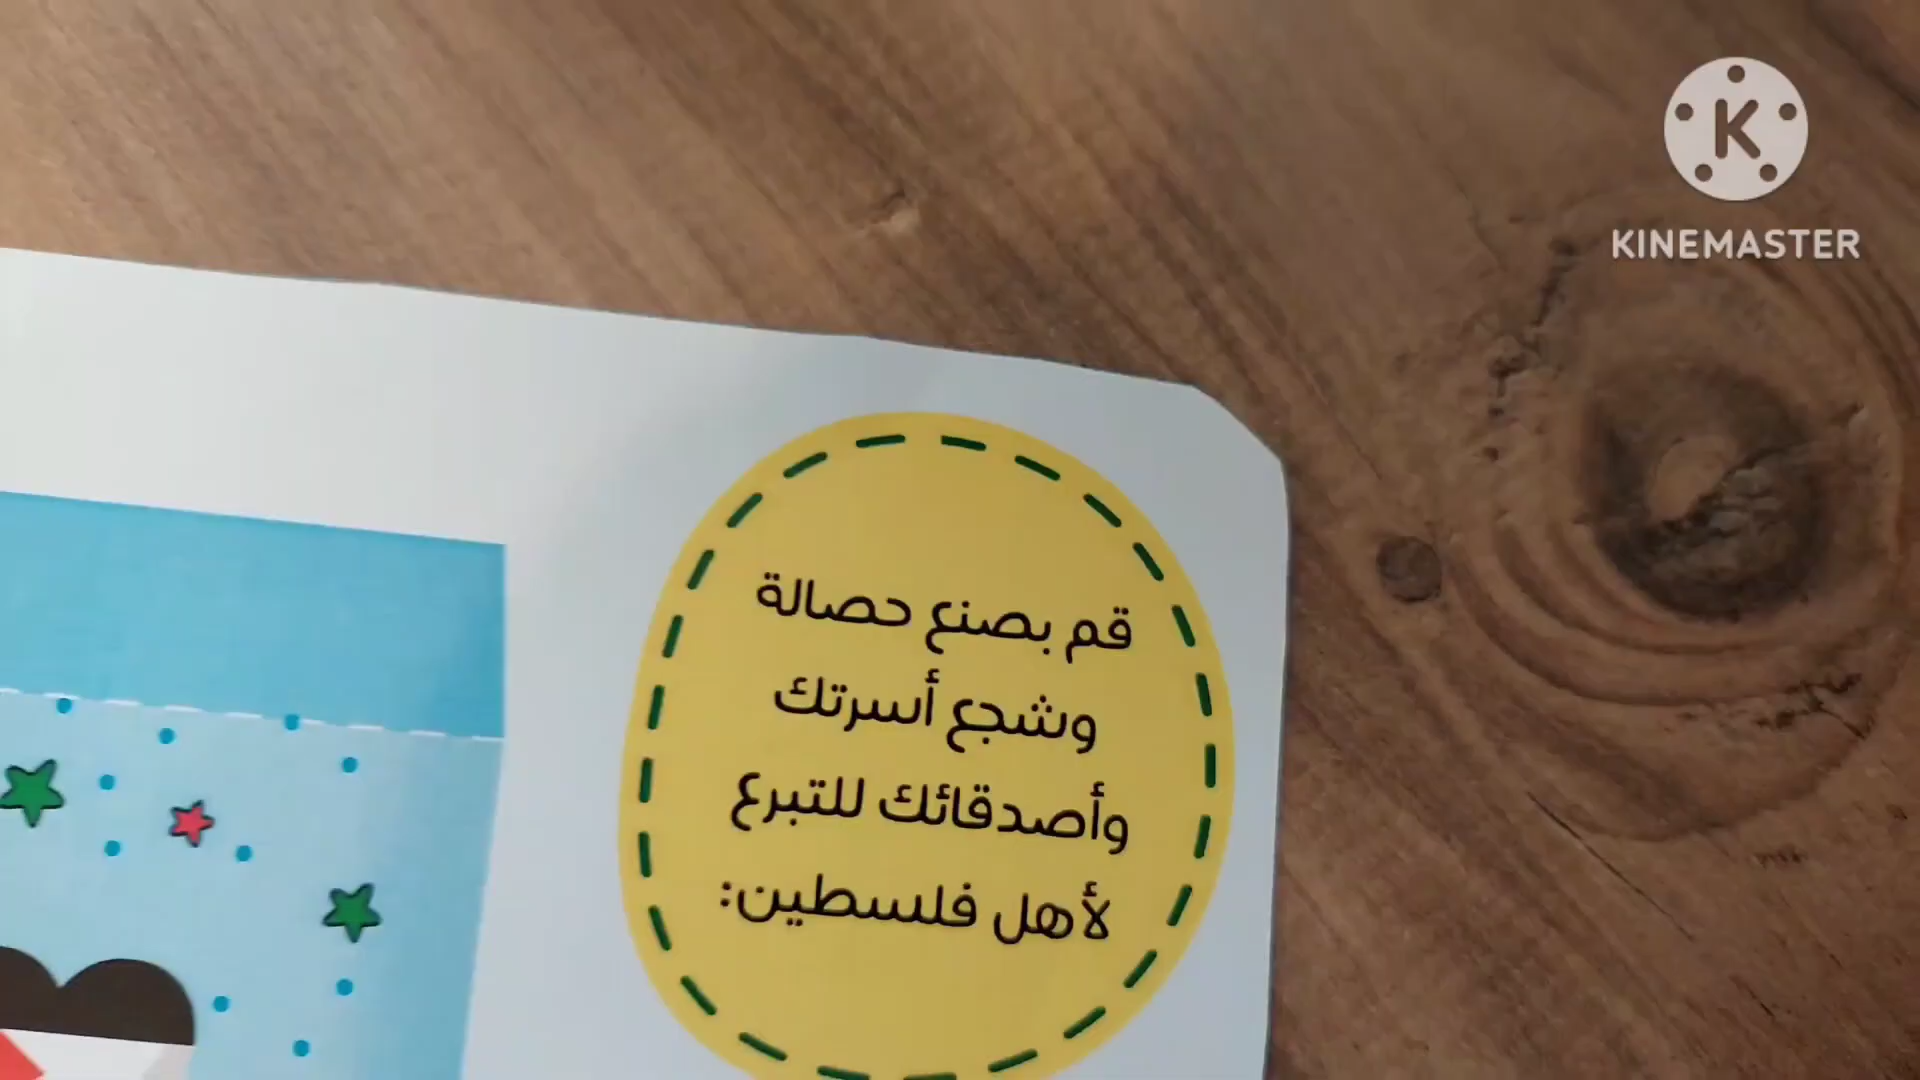 KINEMASTER
قم بصنع حصالة
وشجع أسرتك
وأصدقائك للتبرع
لأهل فلسطين: